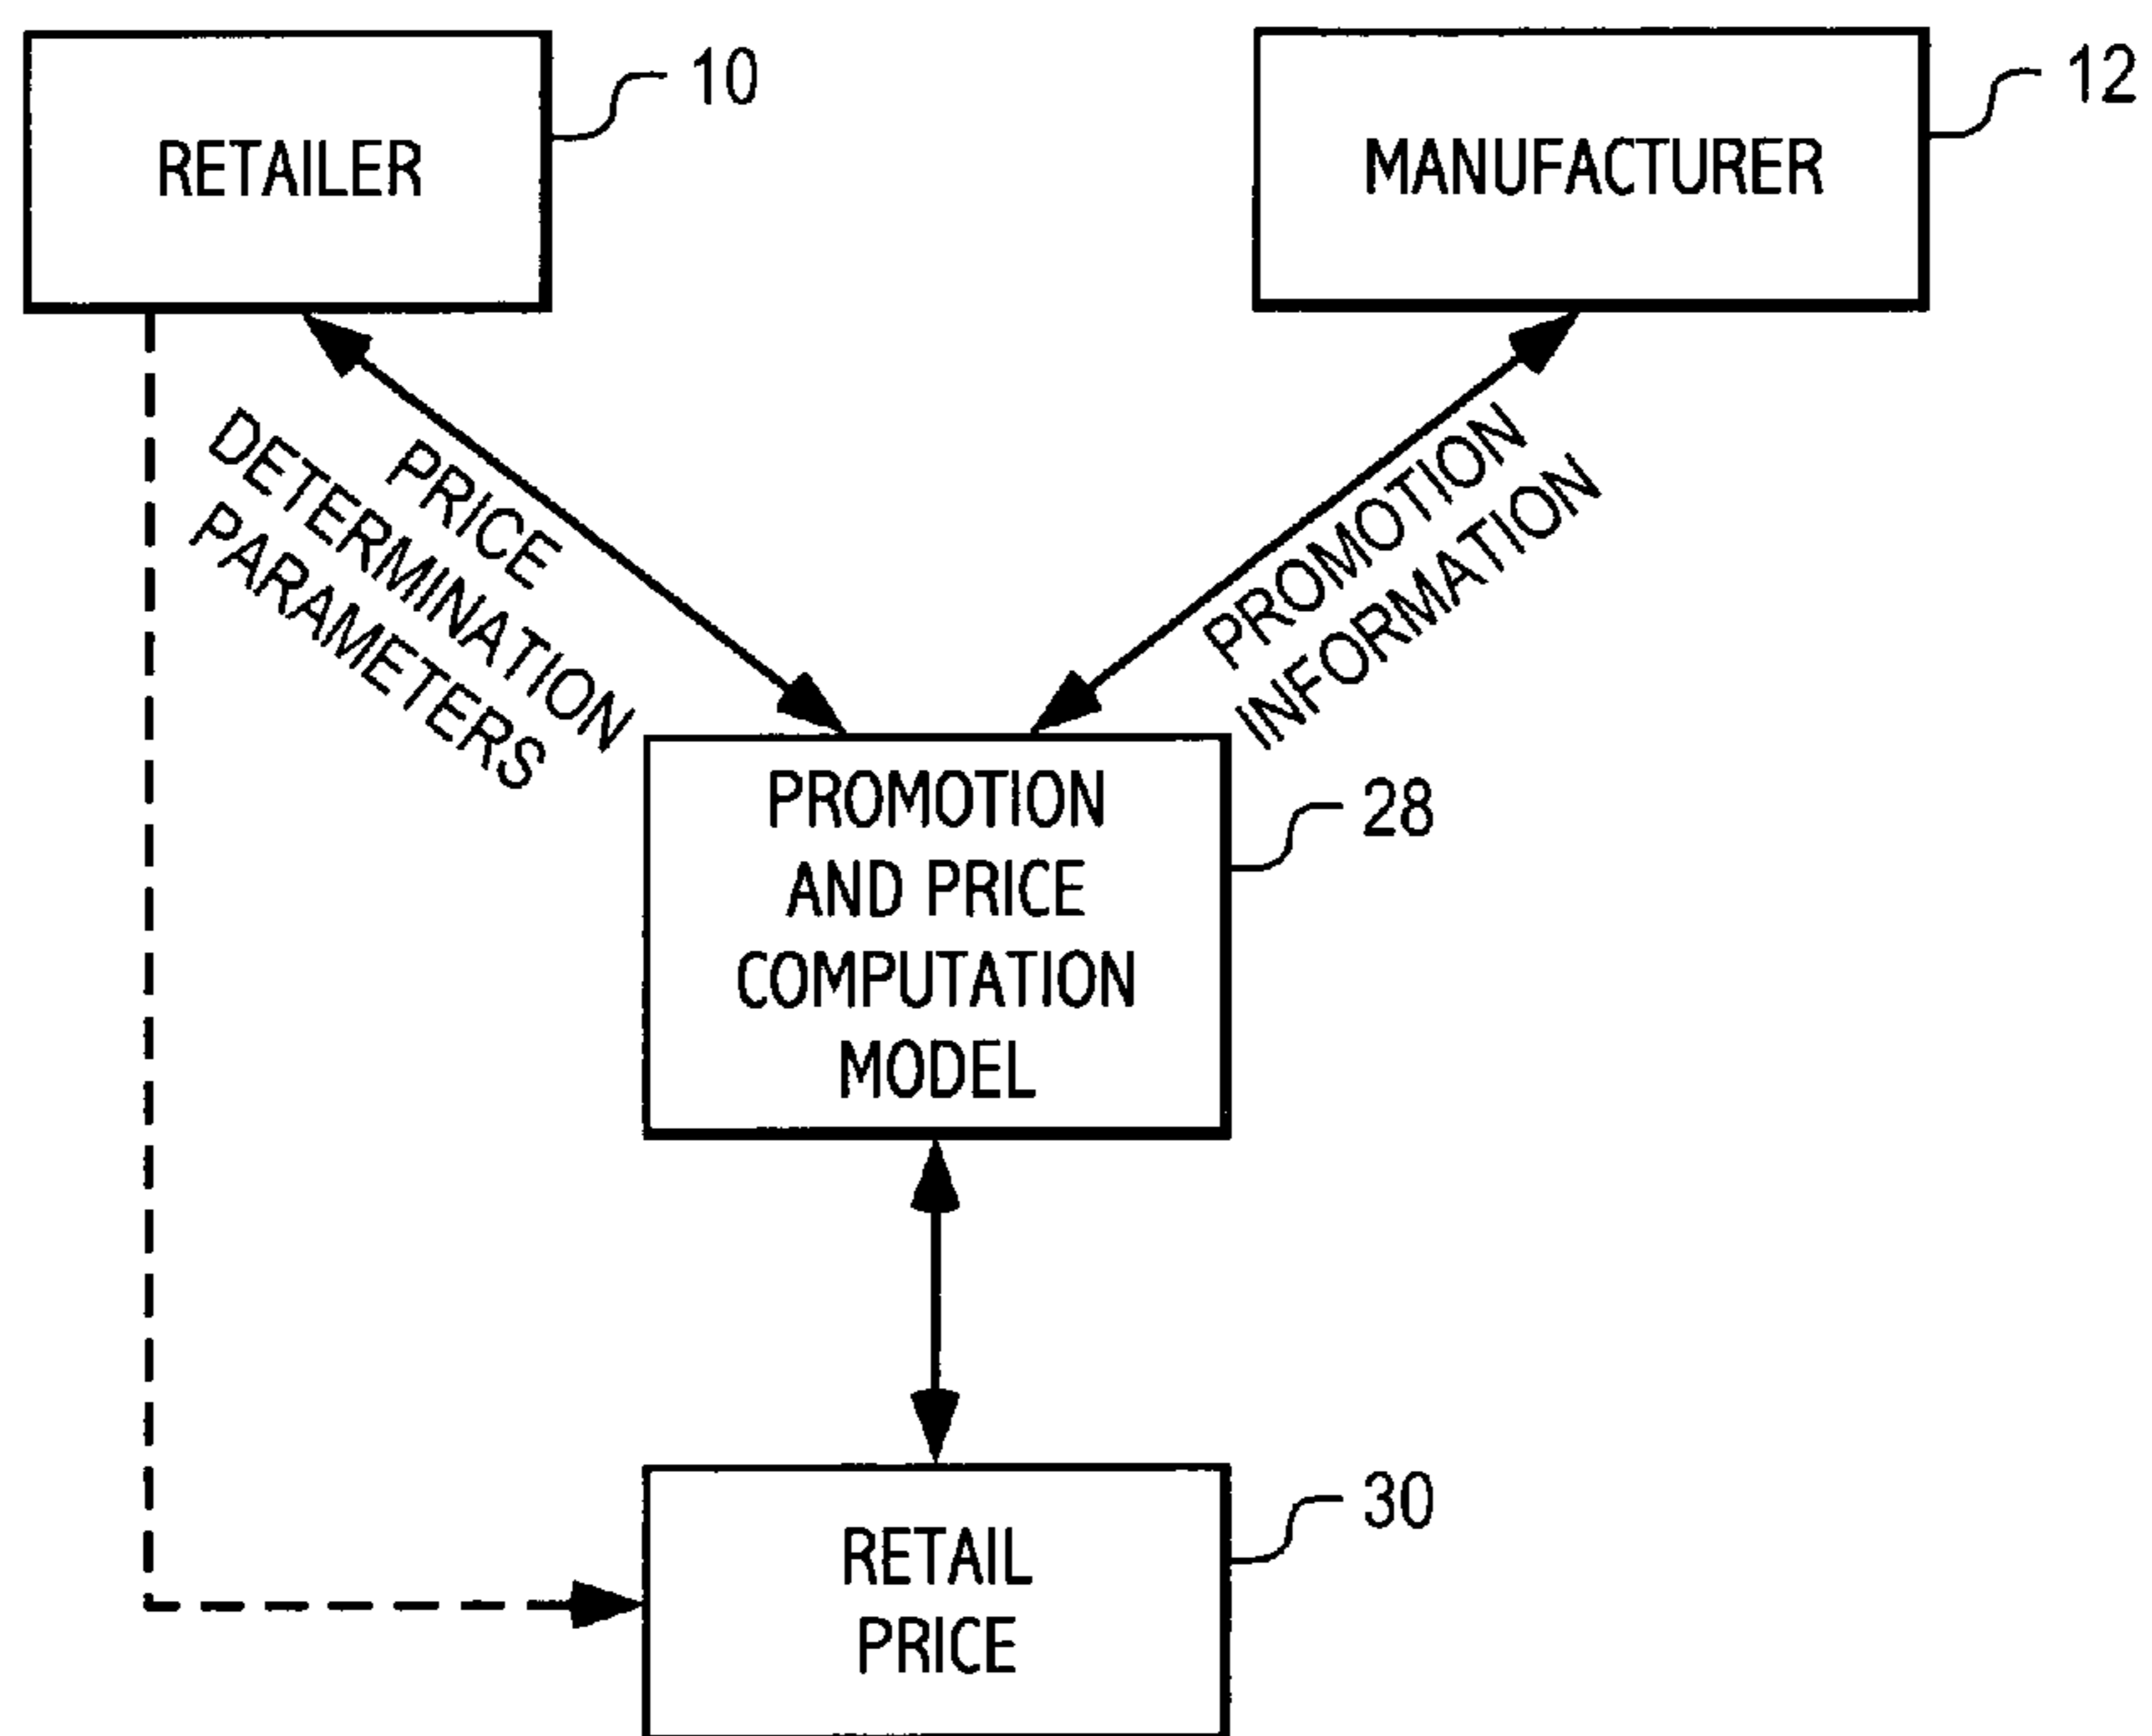 RETAILER
10
MANUFACTURER
12
PRICE
DETERMINATION
PARAMETERS
PROMOTION
INFORMATION
PROMOTION
AND PRICE
COMPUTATION
MODEL
28
RETAIL
PRICE
30